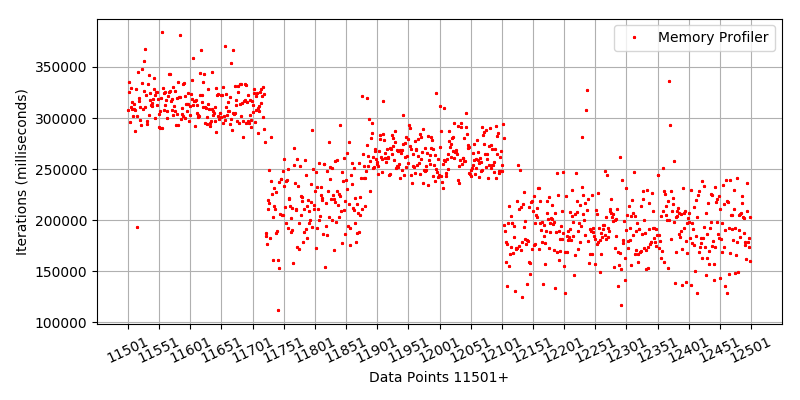 Memory Profiler
Iterations (milliseconds)
350000
300000
250000
200000
150000
100000
11501 11551 11601 11651 11701 11751 11801 11851 11901 11951 12001 12051 12101 12151 12201 12251 12301 12351 12401 12451 12501
Data Points 11501+